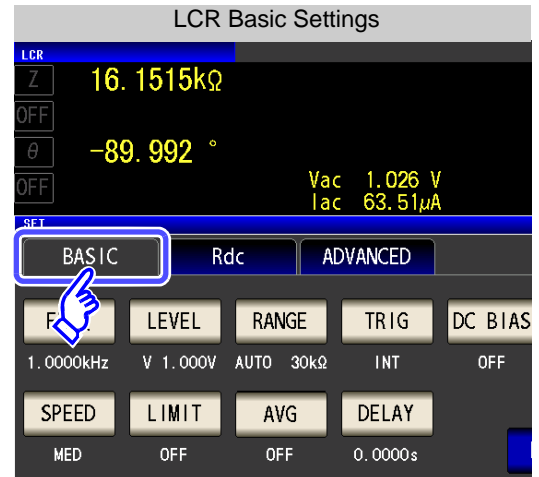 LCR Basic Settings
LCR
Z 16.1515kΩ
OFF
θ -89.992 °
OFF
Vac 1.026 V
Iac 63.51μA
SET
BASIC Rdc ADVANCED
LEVEL RANGE TRIG DC BIAS
1.0000kHz V 1.000V AUTO 30kΩ INT OFF
SPEED LIMIT AVG DELAY
MED OFF OFF 0.0000s